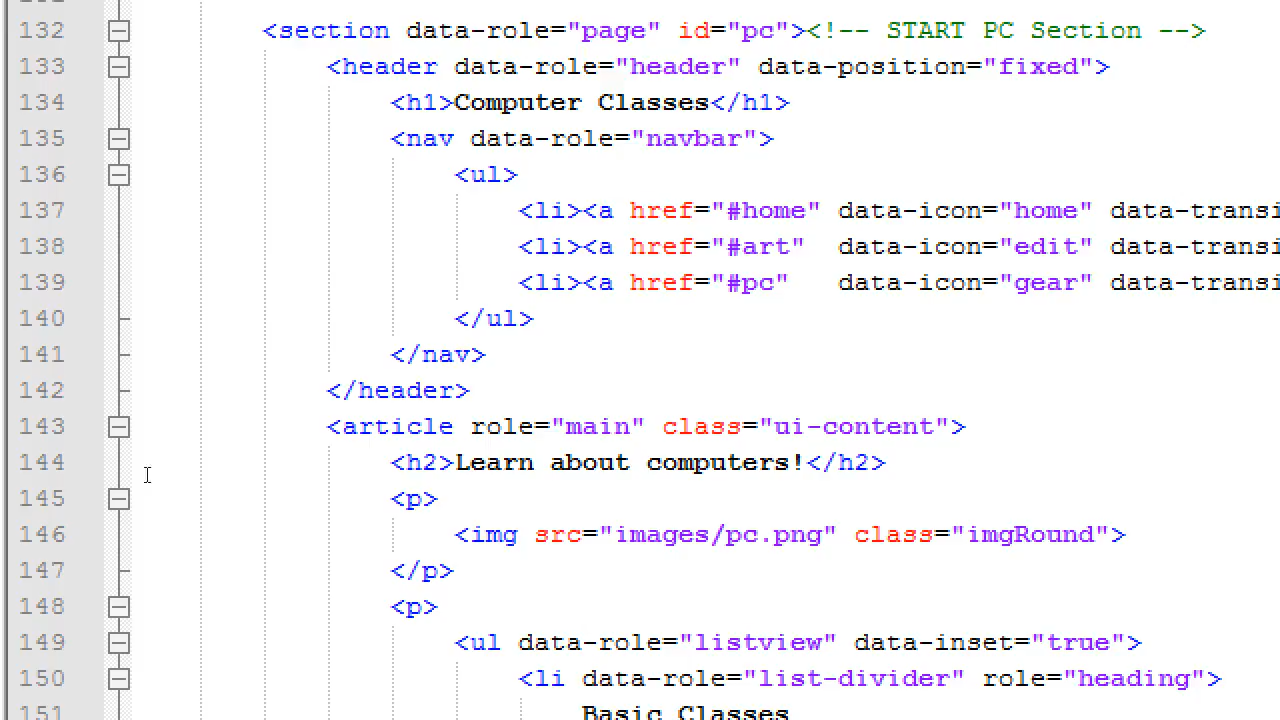 132 <section data-role="page" id="pc"><!-- START PC Section -->
133 <header data-role="header" data-position="fixed">
134 <h1>Computer Classes</h1>
135 <nav data-role="navbar">
136 <ul>
137 <li><a href="#home" data-icon="home" data-transi
138 <li><a href="#art"  data-icon="edit" data-transi
139 <li><a href="#pc"   data-icon="gear" data-transi
140 </ul>
141 </nav>
142 </header>
143 <article role="main" class="ui-content">
144 <h2>Learn about computers!</h2>
145 <p>
146 <img src="images/pc.png" class="imgRound">
147 </p>
148 <p>
149 <ul data-role="listview" data-inset="true">
150 <li data-role="list-divider" role="heading">
151 Basic Classes